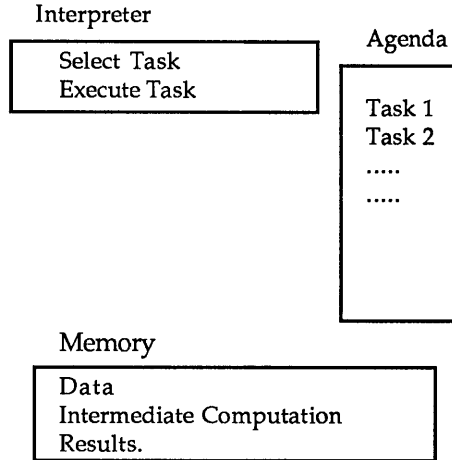 Interpreter
Select Task
Execute Task
Agenda
Task 1
Task 2
.....
.....
Memory
Data
Intermediate Computation
Results.